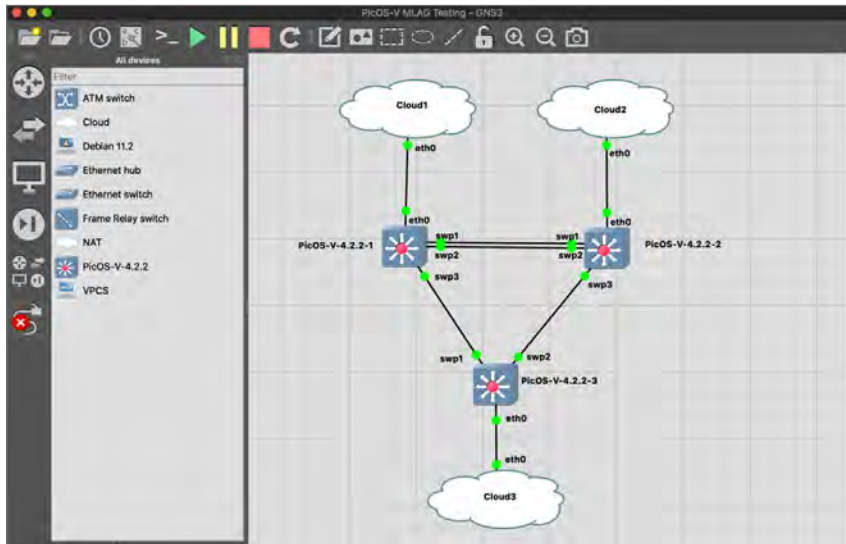 PicOS-V MLAG Testing - GNS3
All devices
Filter
ATM switch
Cloud
Debian 11.2
Ethernet hub
Ethernet switch
Frame Relay switch
NAT
PicOS-V-4.2.2
VPCS
Cloud1
Cloud2
eth0
eth0
eth0
eth0
PicOS-V-4.2.2-1
swp1
swp1
PicOS-V-4.2.2-2
swp2
swp2
swp3
swp3
swp1
swp2
PicOS-V-4.2.2-3
eth0
eth0
Cloud3